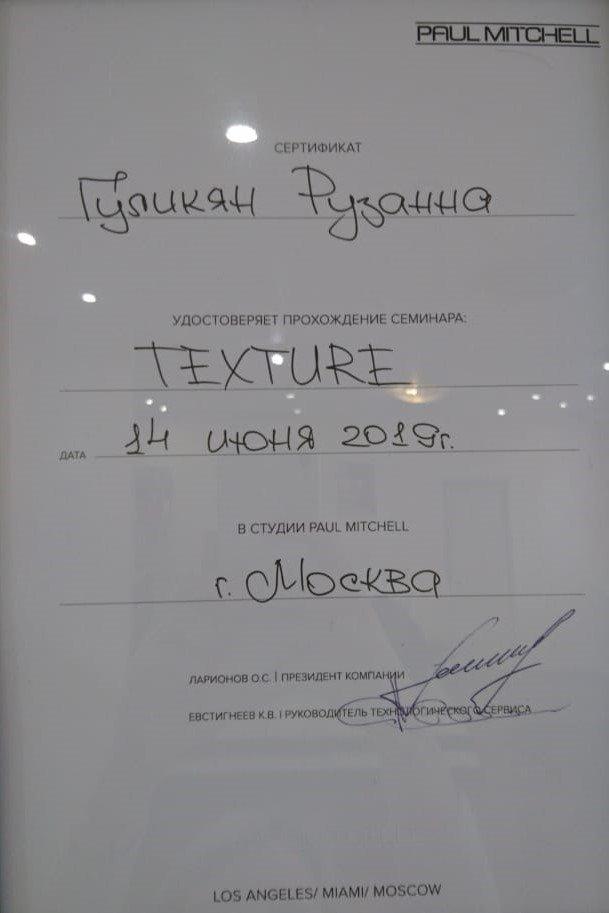 PAUL MITCHELL
СЕРТИФИКАТ
Гуликян Рузанна
УДОСТОВЕРЯЕТ ПРОХОЖДЕНИЕ СЕМИНАРА:
TEXTURE
ДАТА 14 июня 2019г.
В СТУДИИ PAUL MITCHELL
г. Москва
ЛАРИОНОВ О.С. | ПРЕЗИДЕНТ КОМПАНИИ
ЕВСТИГНЕЕВ К.В. | РУКОВОДИТЕЛЬ ТЕХНОЛОГИЧЕСКОГО СЕРВИСА
LOS ANGELES/ MIAMI/ MOSCOW